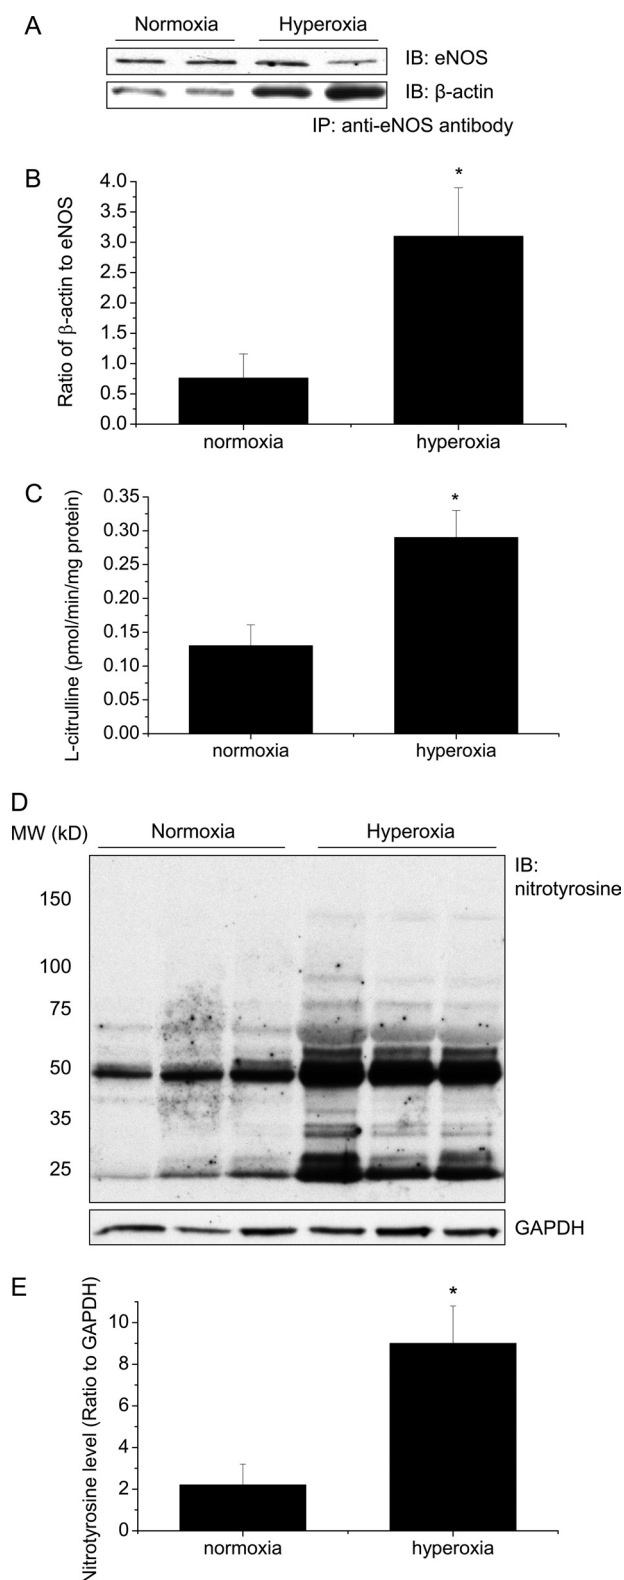 A
Normoxia Hyperoxia
IB: eNOS
IB: β-actin
IP: anti-eNOS antibody
B
Ratio of β-actin to eNOS
4.0
3.5
3.0
2.5
2.0
1.5
1.0
0.5
0.0
*
normoxia hyperoxia
C
L-citrulline (pmol/min/mg protein)
0.35
0.30
0.25
0.20
0.15
0.10
0.05
0.00
*
normoxia hyperoxia
D
MW (kD) Normoxia Hyperoxia
IB:
nitrotyrosine
150
100
75
50
35
25
GAPDH
E
Nitrotyrosine level (Ratio to GAPDH)
10
8
6
4
2
0
*
normoxia hyperoxia